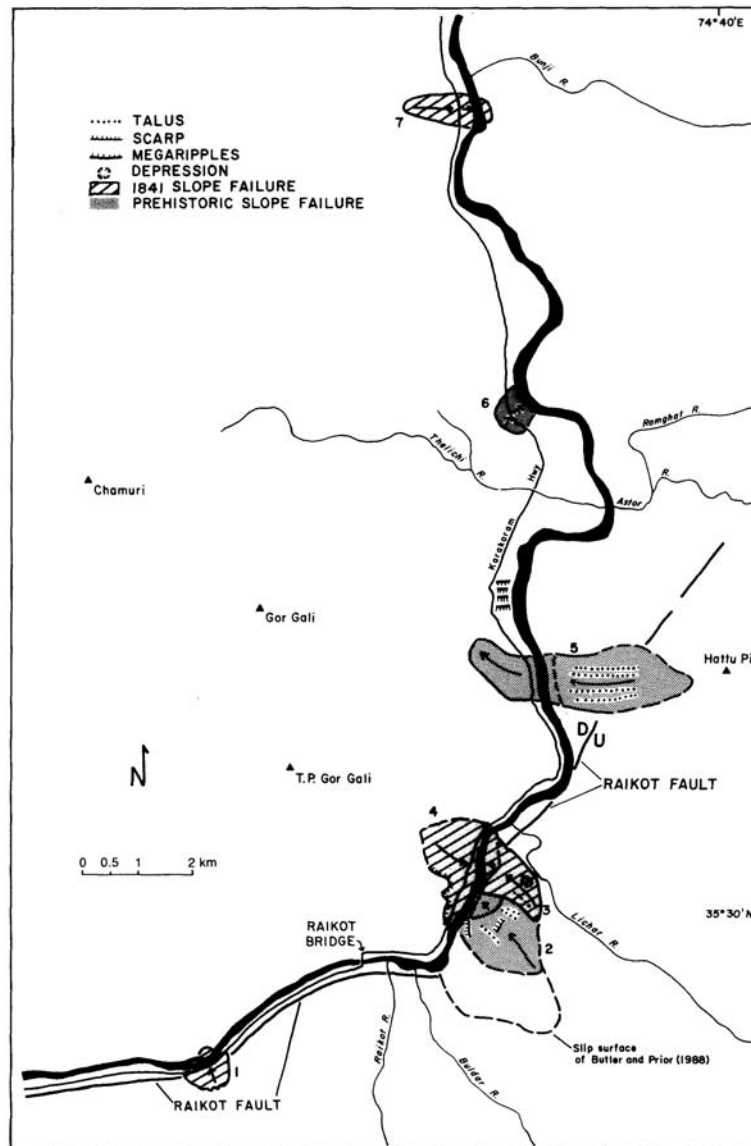 74°40'E
Bunji R.
7
TALUS
SCARP
MEGARIPPLES
DEPRESSION
1841 SLOPE FAILURE
PREHISTORIC SLOPE FAILURE
6
Ramghat R.
Thelichi R.
Karakoram Hwy
Astor R.
Chamuri
Gor Gali
5
Hattu Pi
D
U
N
T.P. Gor Gali
RAIKOT FAULT
4
0 0.5 1 2 km
3
35°30'N
RAIKOT
BRIDGE
2
Lichar R.
Raikot R.
Buldar R.
Slip surface
of Butler and Prior (1988)
1
RAIKOT FAULT